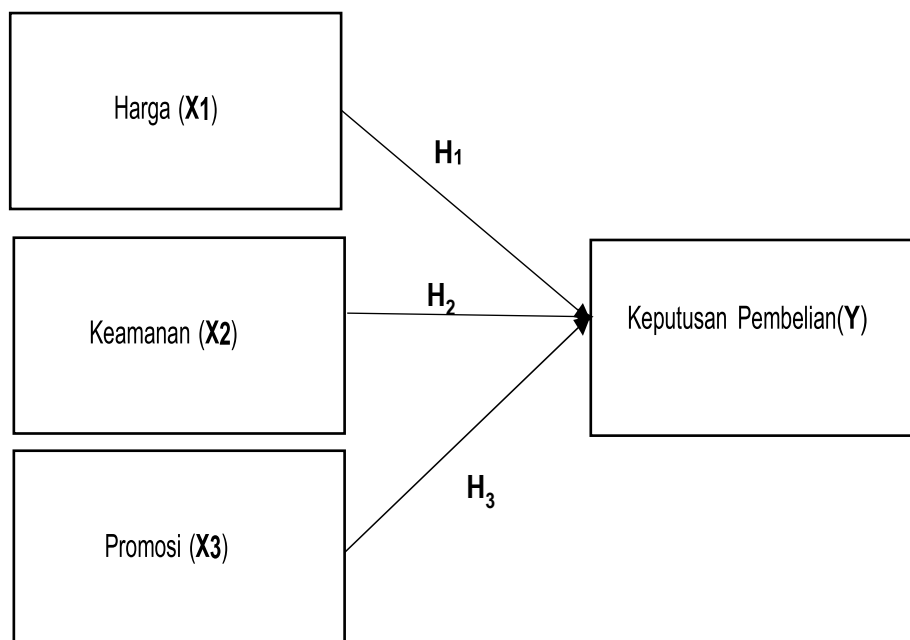 Harga (X1)
H1
Keamanan (X2)
H2
Keputusan Pembelian(Y)
Promosi (X3)
H3